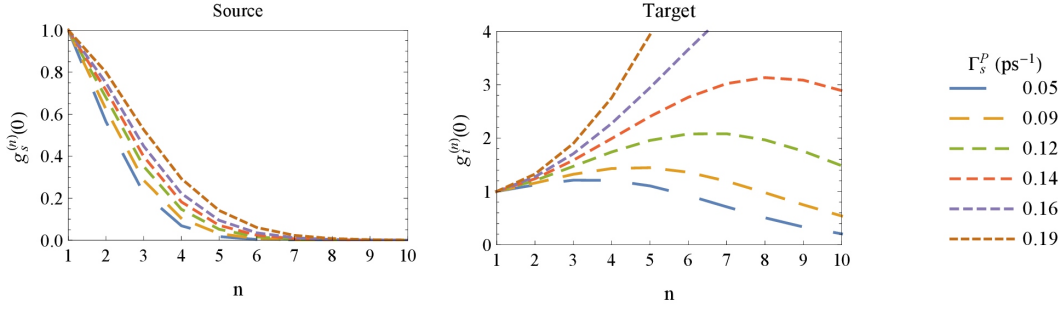 Source
g_s^(n)(0)
1.0
0.8
0.6
0.4
0.2
0.0
1 2 3 4 5 6 7 8 9 10
n
Target
g_t^(n)(0)
4
3
2
1
0
1 2 3 4 5 6 7 8 9 10
n
Γ_s^P (ps⁻¹)
0.05
0.09
0.12
0.14
0.16
0.19